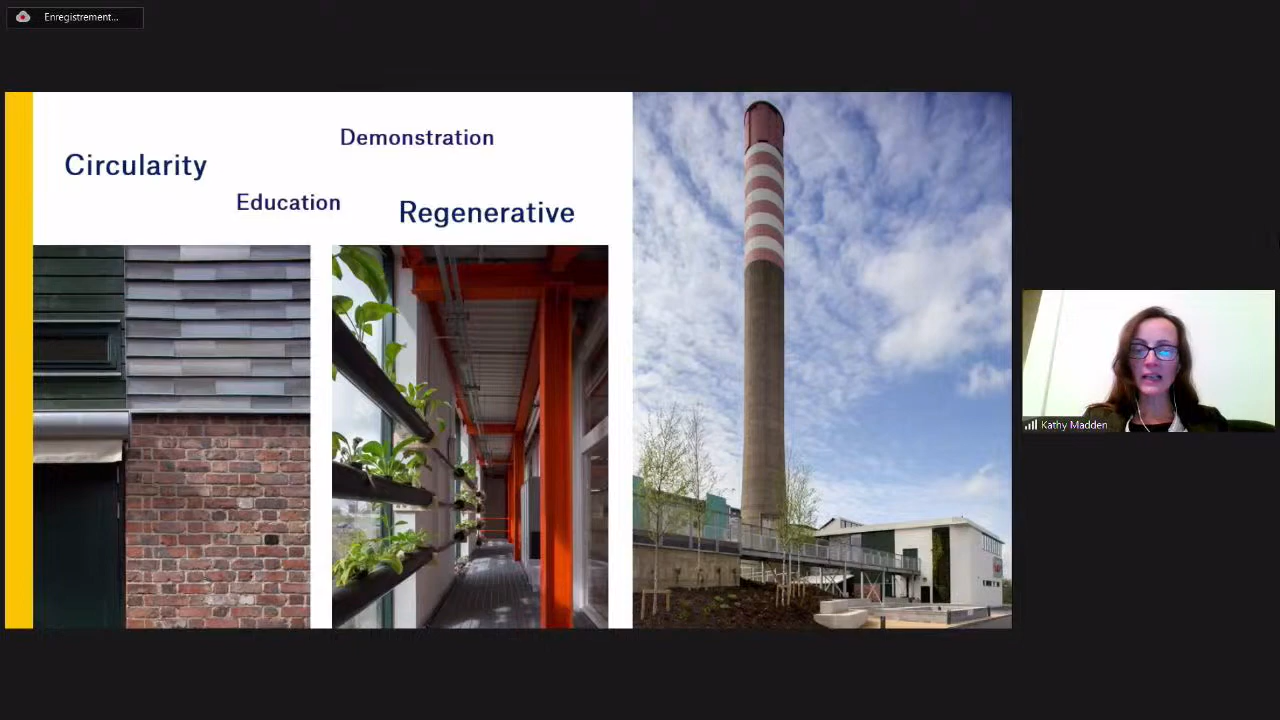 Enregistrement...
Demonstration
Circularity
Education
Regenerative
Kathy Madden